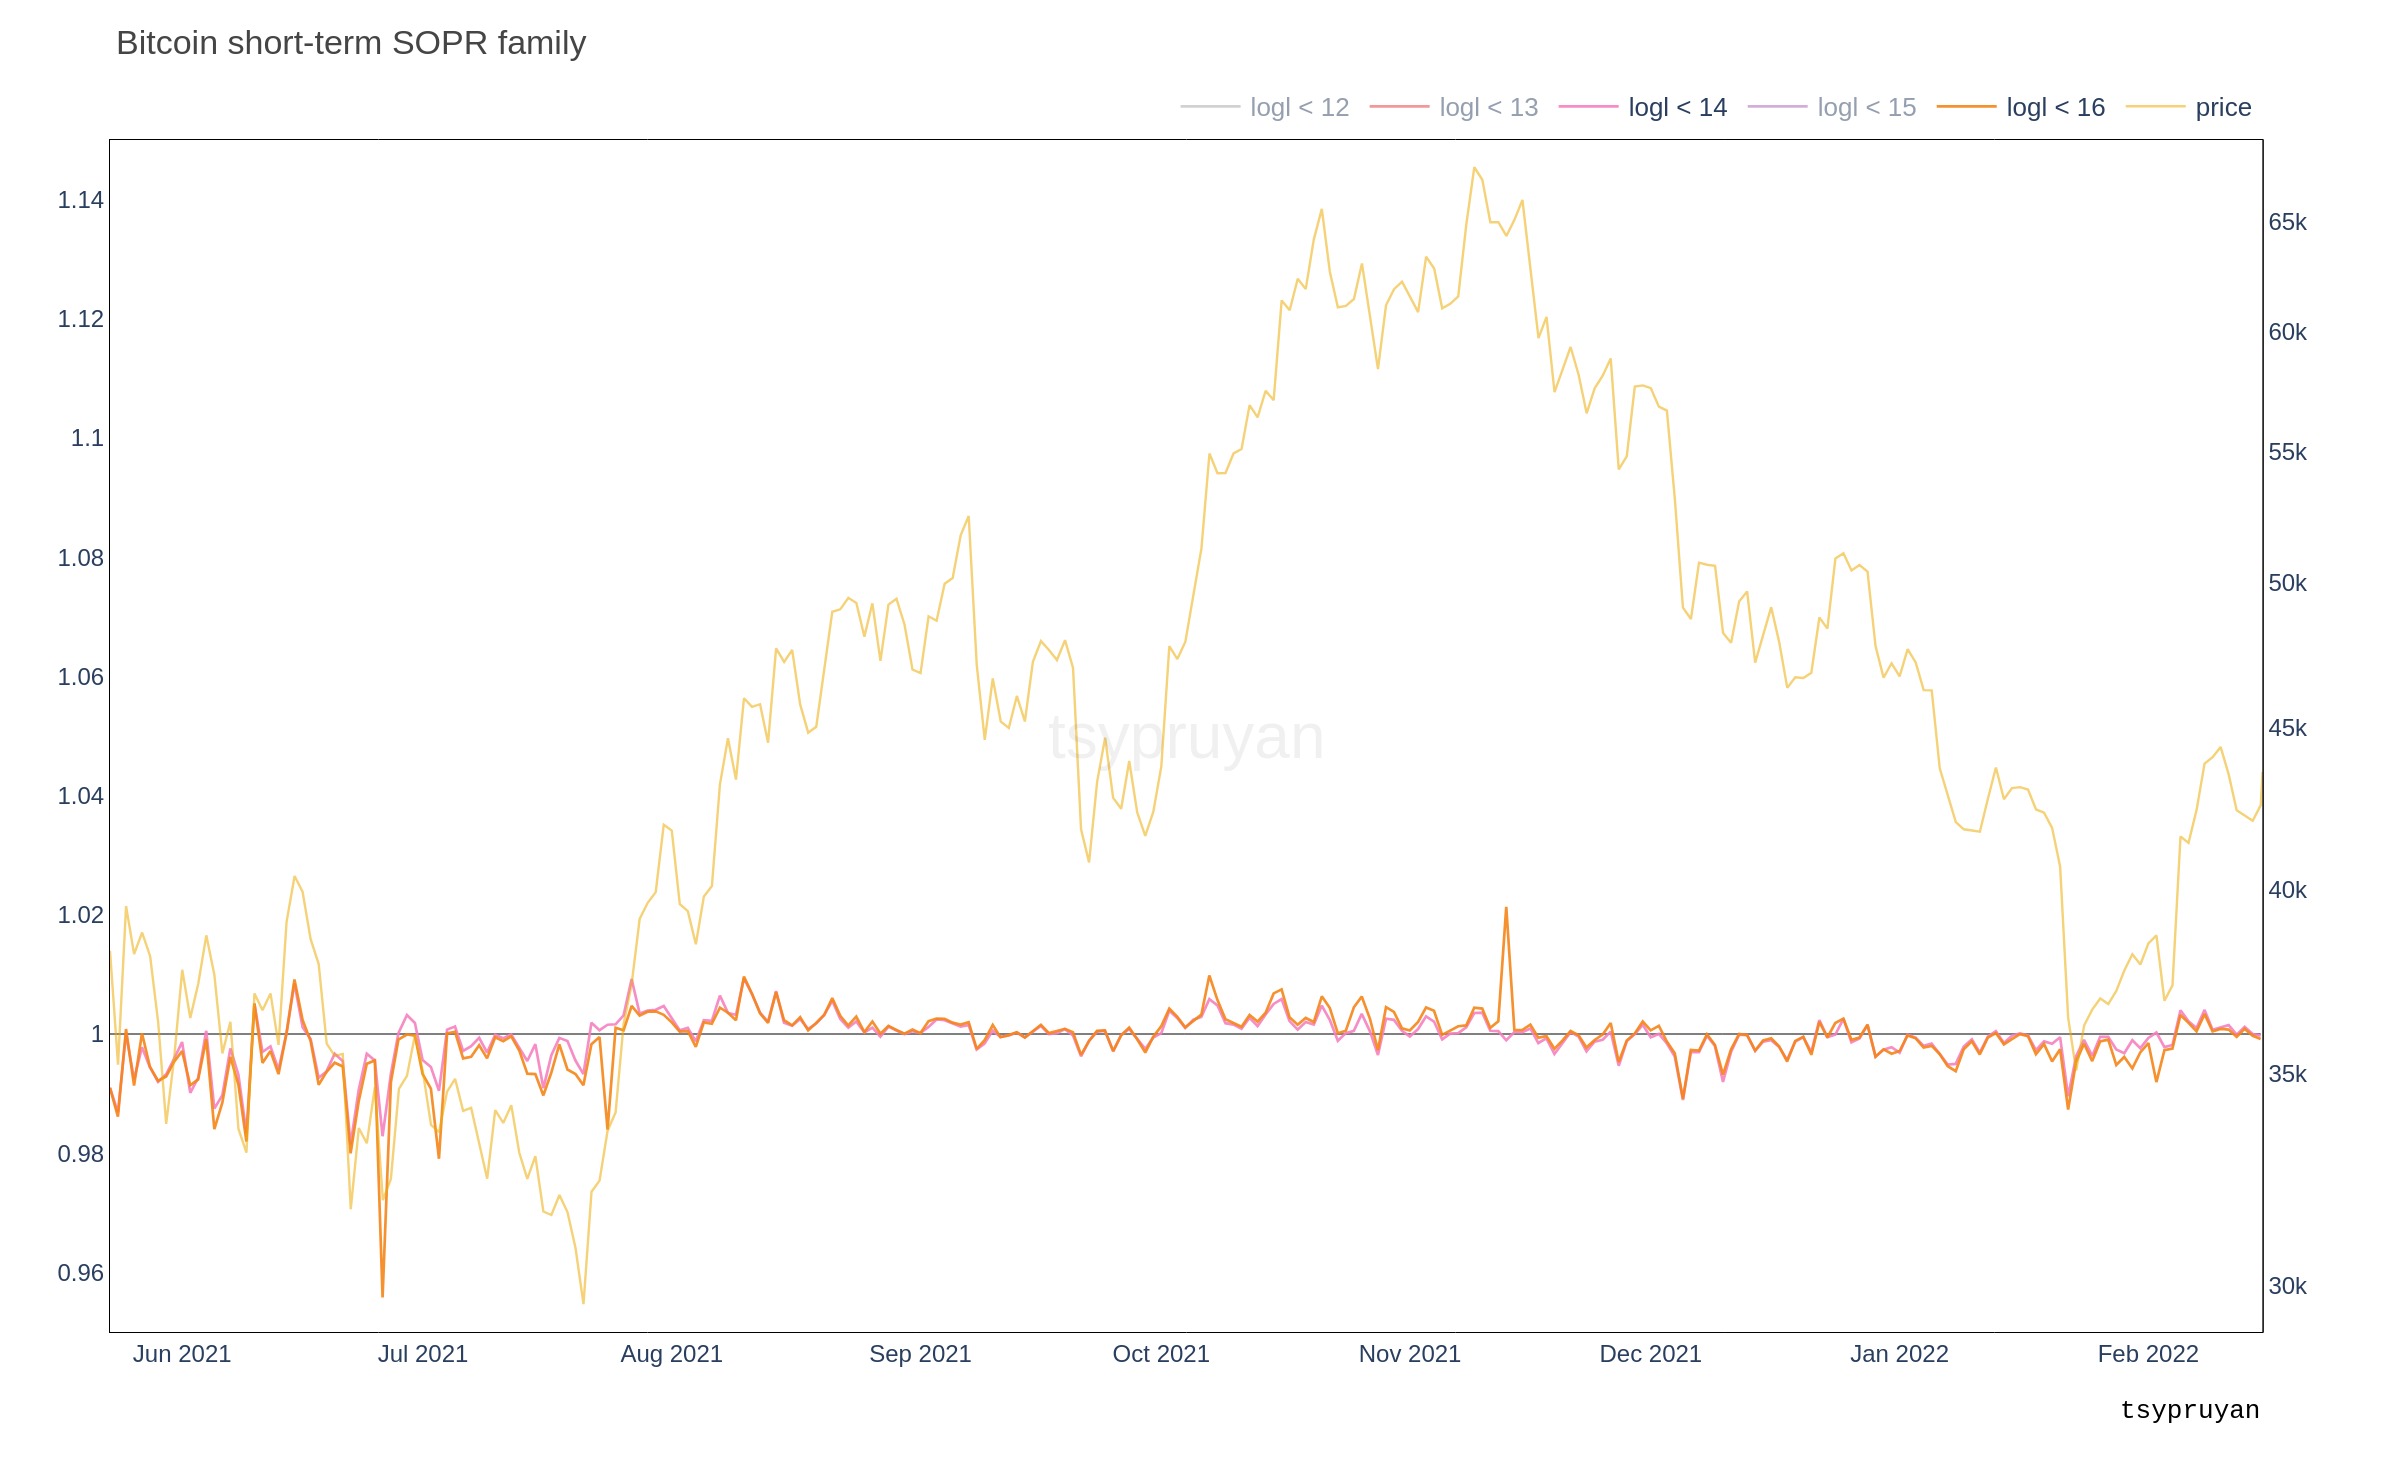 Bitcoin short-term SOPR family
logl < 12 logl < 13 logl < 14 logl < 15 logl < 16 price
1.14
65k
1.12
60k
1.1
55k
1.08
50k
1.06
tsypruyan
45k
1.04
40k
1.02
1
35k
0.98
0.96
30k
Jun 2021 Jul 2021 Aug 2021 Sep 2021 Oct 2021 Nov 2021 Dec 2021 Jan 2022 Feb 2022
tsypruyan